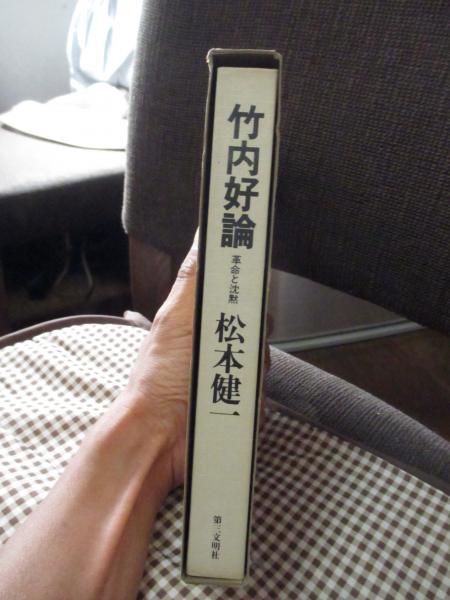 竹内好論
革命と沈黙
松本健一
第三文明社